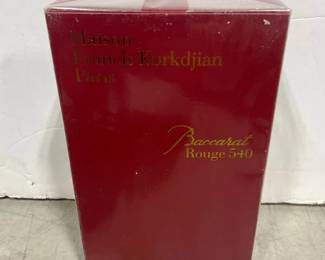 Maison
Francis Kurkdjian
Paris
Baccarat
Rouge 540